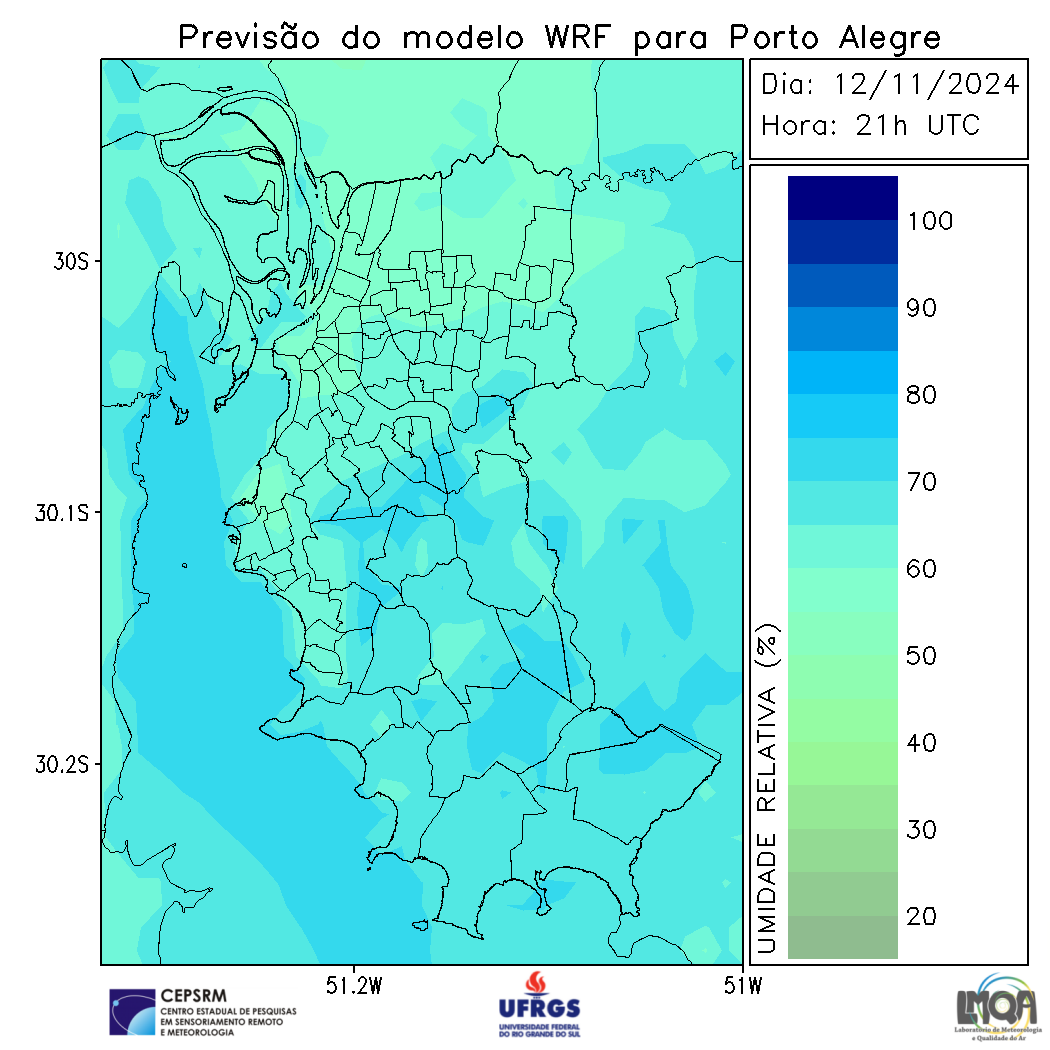 Previsão do modelo WRF para Porto Alegre
Dia: 12/11/2024
Hora: 21h UTC
30S
30.1S
30.2S
51.2W
51W
UMIDADE RELATIVA (%)
100
90
80
70
60
50
40
30
20
CEPSRM
CENTRO ESTADUAL DE PESQUISAS
EM SENSORIAMENTO REMOTO
E METEOROLOGIA
UFRGS
UNIVERSIDADE FEDERAL
DO RIO GRANDE DO SUL
LMQA
Laboratório de Meteorologia
e Qualidade do Ar